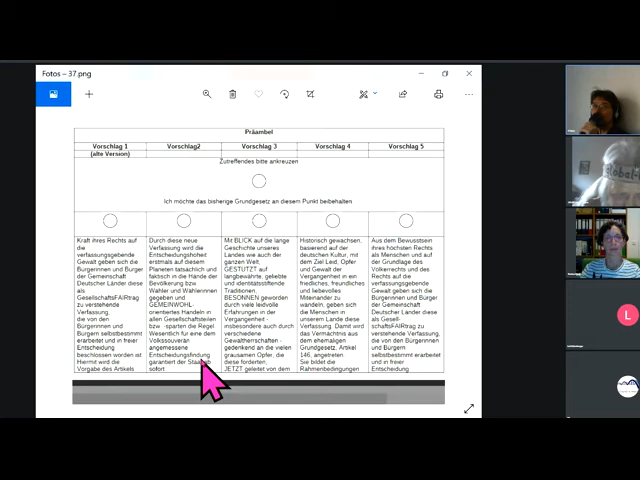 Fotos – 37.png
Präambel
Vorschlag 1
(alte Version)
Vorschlag2
Vorschlag 3
Vorschlag 4
Vorschlag 5
Zutreffendes bitte ankreuzen
Ich möchte das bisherige Grundgesetz an diesem Punkt beibehalten
Kraft ihres Rechts auf
die
verfassungsgebende
Gewalt geben sich die
Bürgerinnen und Bürger
der Gemeinschaft
Deutscher Länder diese
als
GesellschaftsFAIRtrag
zu verstehende
Verfassung,
die von den
Bürgerinnen und
Bürgern selbstbestimmt
erarbeitet und in freier
Entscheidung
beschlossen worden ist
Hiermit wird die
Vorgabe des Artikels
Durch diese neue
Verfassung wird die
Entscheidungshoheit
erstmals auf diesem
Planeten tatsächlich und
faktisch in die Hände der
Bevölkerung bzw
Wähler und Wählerinnen
gegeben und
GEMEINWOHL-
orientiertes Handeln in
allen Gesellschaftsteilen
bzw -sparten die Regel
Wesentlich für eine dem
Volkssouverän
angemessene
Entscheidungsfindung
garantiert der
sofort
Mit BLICK auf die lange
Geschichte unseres
Landes wie auch der
ganzen Welt,
GESTÜTZT auf
langjährige, geliebte
und identitätsstiftende
Traditionen,
BESONNEN geworden
durch viele leidvolle
Erfahrungen in der
Vergangenheit -
insbesondere auch durch
verschiedene
Gewaltherrschaften -
gedenkend an die vielen
grausamen Opfer, die
diese forderten,
JETZT geleitet von dem
Historisch gewachsen,
basierend auf der
deutschen Kultur, mit
dem Ziel Leid, Opfer
und Gewalt der
Vergangenheit in ein
friedliches, freundliches
und liebevolles
Miteinander zu
wandeln, geben sich
die Menschen in
unserem Lande diese
Verfassung. Damit wird
das Vermächtnis aus
dem ehemaligen
Grundgesetz, Artikel
146, angetreten
Sie bildet die
Rahmenbedingungen
Aus dem Bewusstsein
ihres höchsten Rechts
als Menschen und auf
der Grundlage des
Völkerrechts und des
Rechts auf die
verfassungsgebende
Gewalt geben sich die
Bürgerinnen und Bürger
der Gemeinschaft
Deutscher Länder diese
als Gesell-
schaftsFAIRtrag zu
verstehende Verfassung,
die von den Bürgerinnen
und Bürgern
selbstbestimmt erarbeitet
und in freier
Entscheidung
L